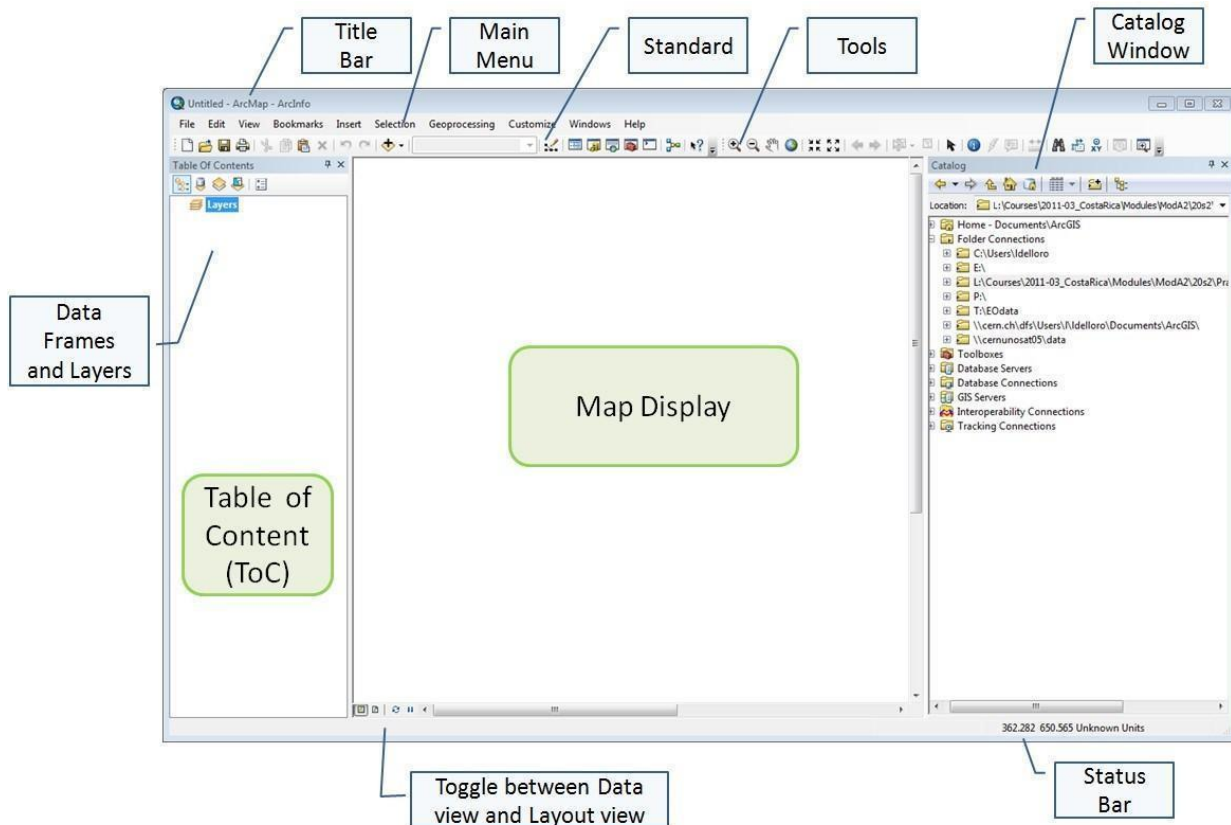 Title
Bar
Main
Menu
Standard
Tools
Catalog
Window
Untitled - ArcMap - ArcInfo
File Edit View Bookmarks Insert Selection Geoprocessing Customize Windows Help
Table Of Contents
Layers
Catalog
Location: L:\Courses\2011-03_CostaRica\Modules\ModA2\20s2\
Home - Documents\ArcGIS
Folder Connections
C:\Users\ldelloro
E:\
L:\Courses\2011-03_CostaRica\Modules\ModA2\20s2\Pra
P:\
T:\EOdata
\\cern.ch\dfs\Users\l\ldelloro\Documents\ArcGIS\
\\cernunosat05\data
Toolboxes
Database Servers
Database Connections
GIS Servers
Interoperability Connections
Tracking Connections
Data
Frames
and Layers
Map Display
Table of
Content
(ToC)
362.282 650.565 Unknown Units
Toggle between Data
view and Layout view
Status
Bar